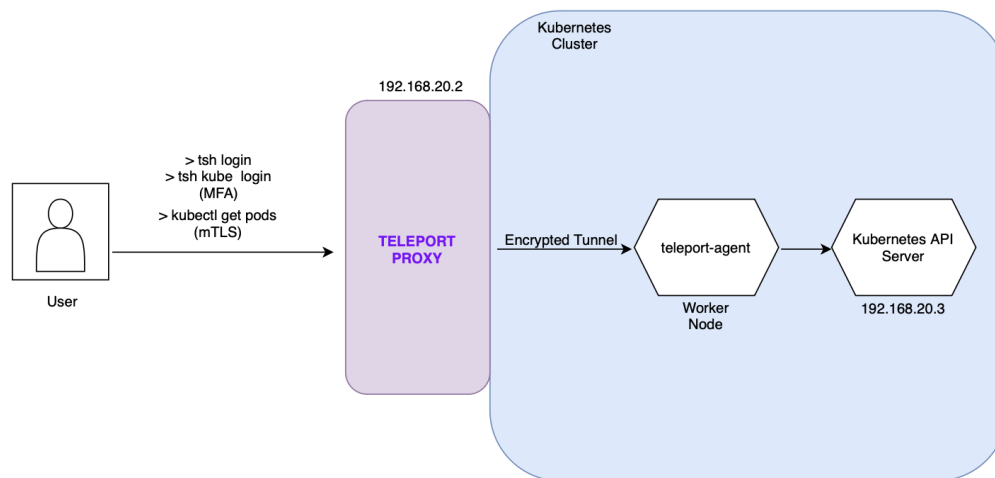 Kubernetes
Cluster
192.168.20.2
> tsh login
> tsh kube login
(MFA)
> kubectl get pods
(mTLS)
User
TELEPORT
PROXY
Encrypted Tunnel
teleport-agent
Worker
Node
Kubernetes API
Server
192.168.20.3